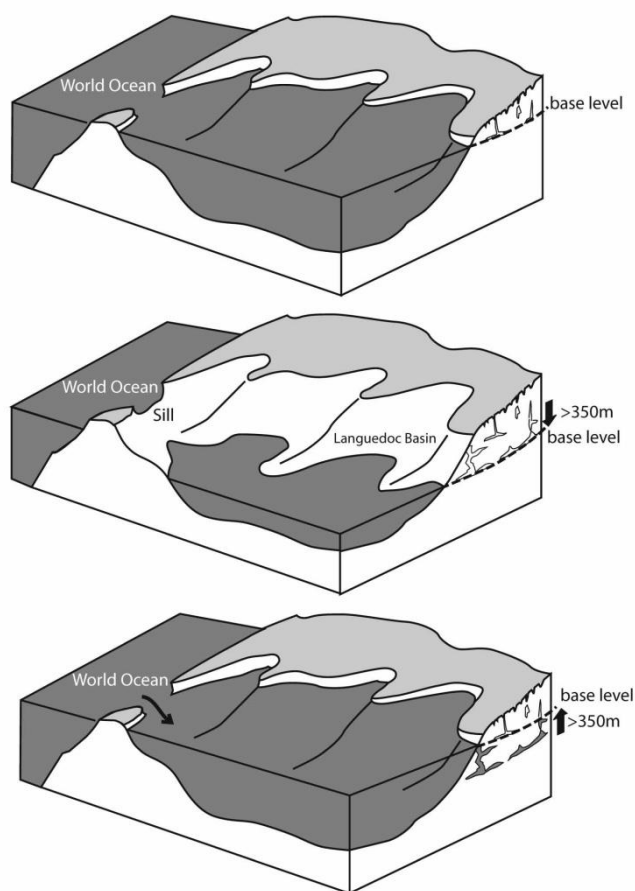 World Ocean
base level
World Ocean
Sill
Languedoc Basin
>350m
base level
World Ocean
base level
>350m